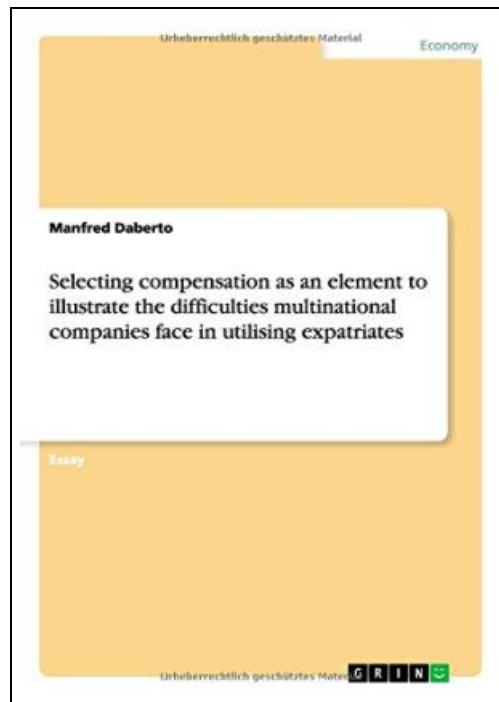 Urheberrechtlich geschütztes Material
Economy
Manfred Daberto
Selecting compensation as an element to
illustrate the difficulties multinational
companies face in utilising expatriates
Essay
Urheberrechtlich geschütztes
GRIN